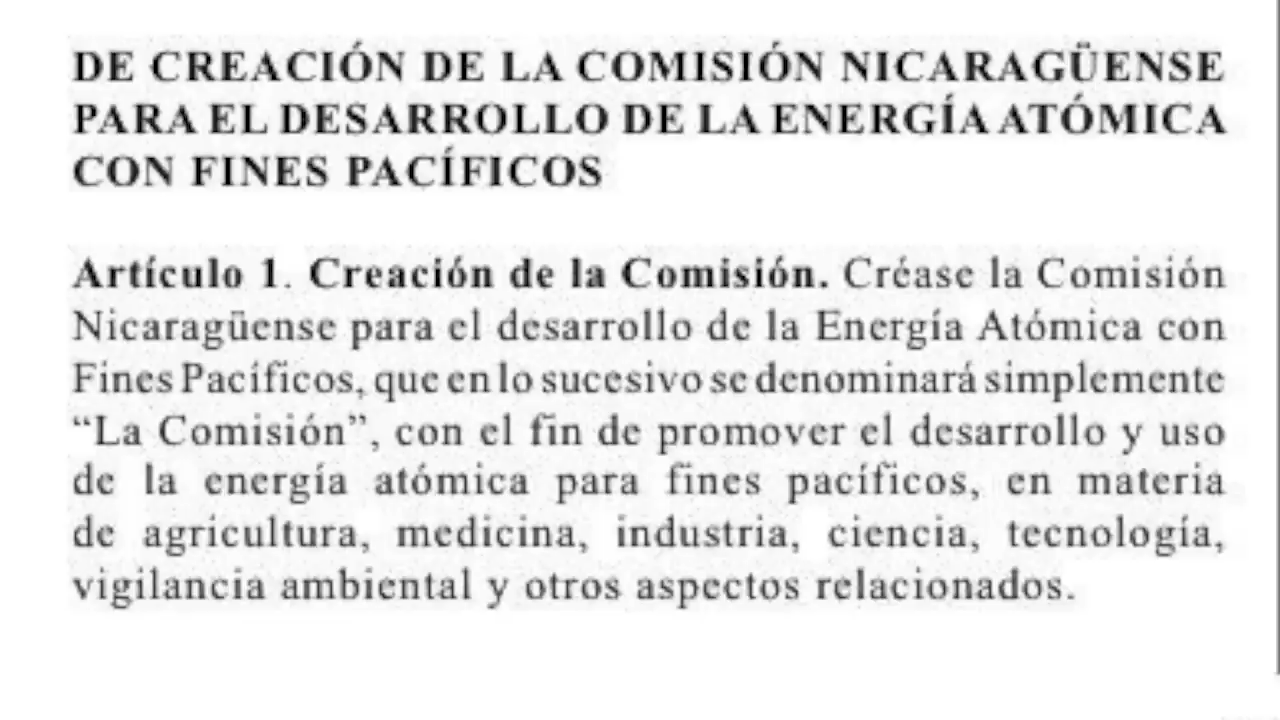 DE CREACIÓN DE LA COMISIÓN NICARAGÜENSE
PARA EL DESARROLLO DE LA ENERGÍA ATÓMICA
CON FINES PACÍFICOS
Artículo 1. Creación de la Comisión. Créase la Comisión
Nicaragüense para el desarrollo de la Energía Atómica con
Fines Pacíficos, que en lo sucesivo se denominará simplemente
“La Comisión”, con el fin de promover el desarrollo y uso
de la energía atómica para fines pacíficos, en materia
de agricultura, medicina, industria, ciencia, tecnología,
vigilancia ambiental y otros aspectos relacionados.